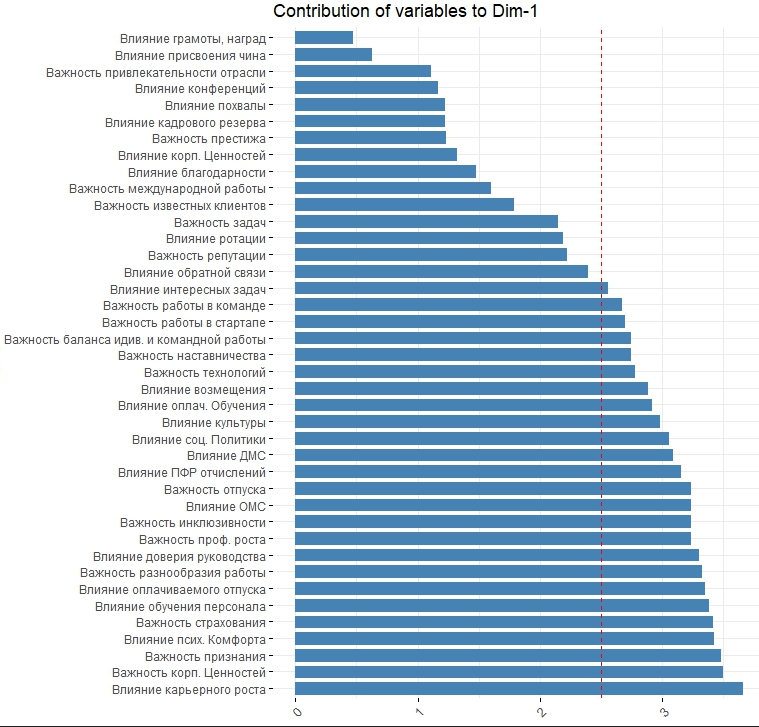 Contribution of variables to Dim-1
Влияние грамоты, наград
Влияние присвоения чина
Важность привлекательности отрасли
Влияние конференций
Влияние похвалы
Влияние кадрового резерва
Важность престижа
Влияние корп. Ценностей
Влияние благодарности
Важность международной работы
Важность известных клиентов
Важность задач
Влияние ротации
Важность репутации
Влияние обратной связи
Влияние интересных задач
Важность работы в команде
Важность работы в стартапе
Важность баланса идив. и командной работы
Важность наставничества
Важность технологий
Влияние возмещения
Влияние оплач. Обучения
Влияние культуры
Влияние соц. Политики
Влияние ДМС
Влияние ПФР отчислений
Важность отпуска
Влияние ОМС
Важность инклюзивности
Важность проф. роста
Влияние доверия руководства
Важность разнообразия работы
Влияние оплачиваемого отпуска
Влияние обучения персонала
Важность страхования
Влияние псих. Комфорта
Важность признания
Важность корп. Ценностей
Влияние карьерного роста
0 1 2 3